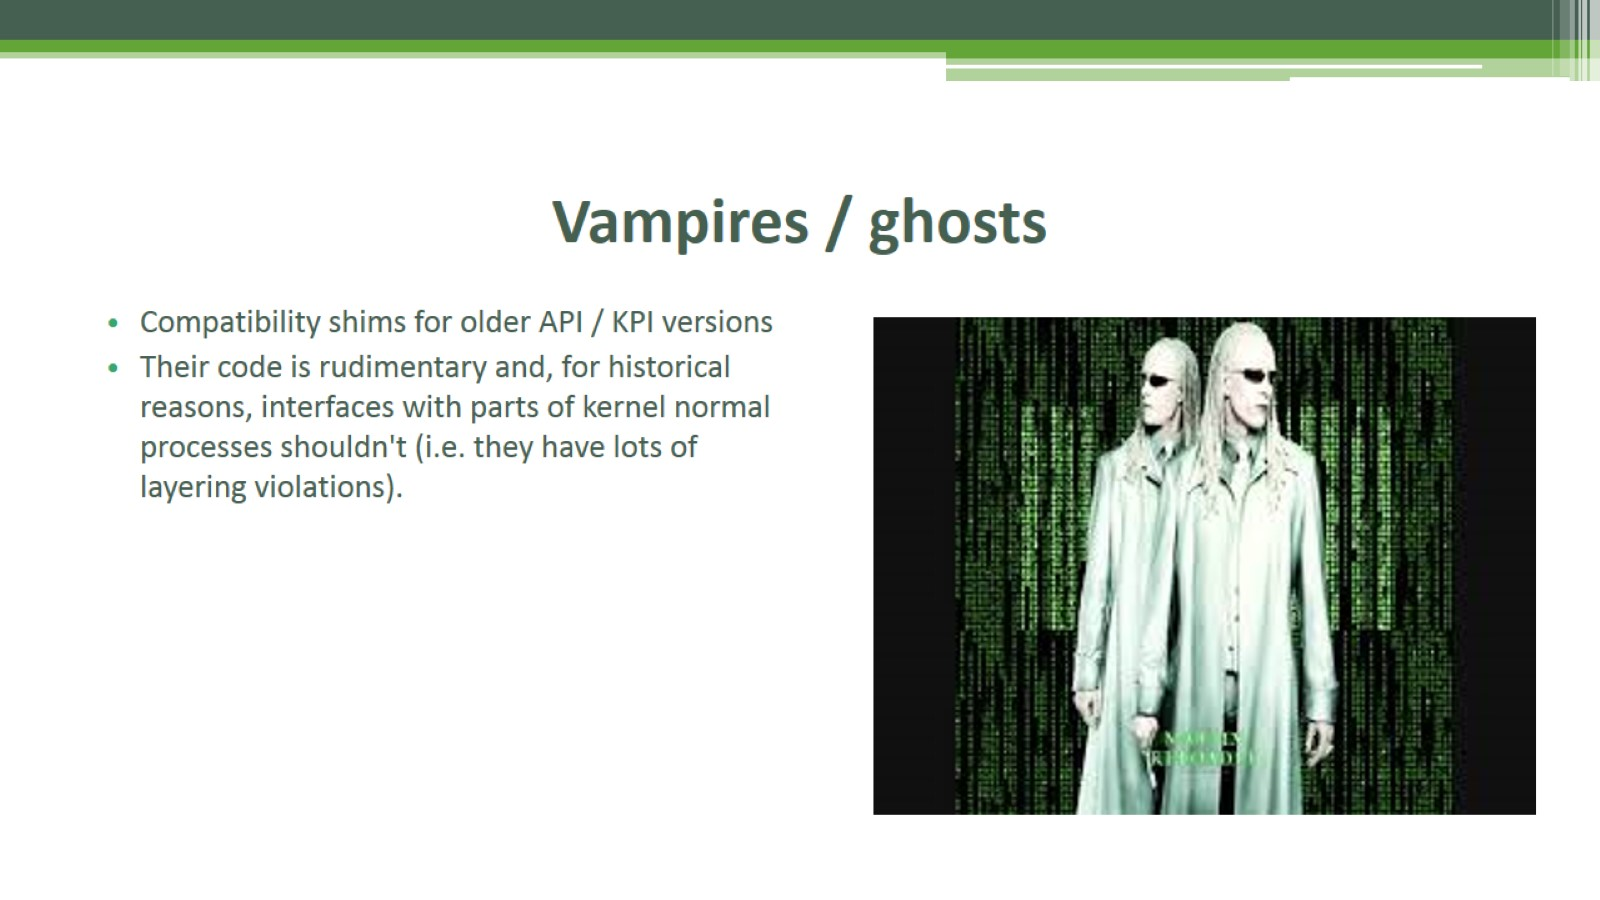 Vampires / ghosts
• Compatibility shims for older API / KPI versions
• Their code is rudimentary and, for historical
reasons, interfaces with parts of kernel normal
processes shouldn't (i.e. they have lots of
layering violations).
RELOADED